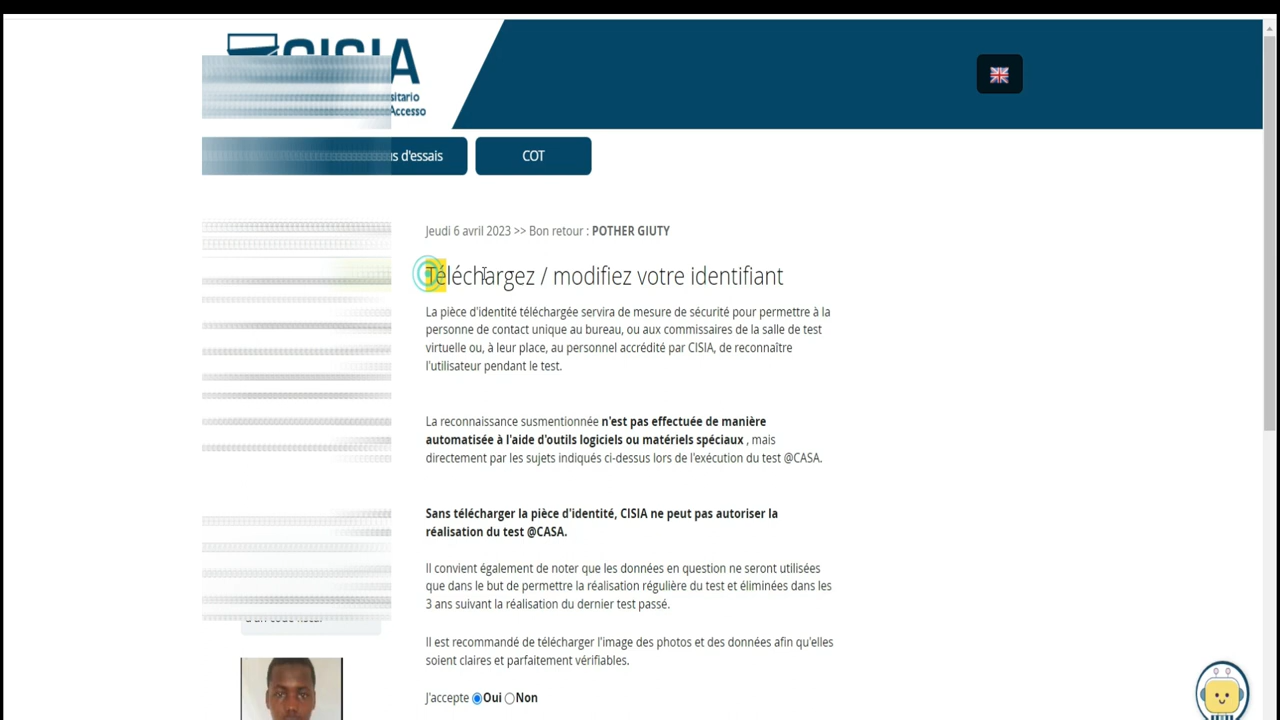 CISIA
sitario
Accesso
d'essais
COT
Jeudi 6 avril 2023 >> Bon retour : POTHER GIUTY
Téléchargez / modifiez votre identifiant
La pièce d'identité téléchargée servira de mesure de sécurité pour permettre à la
personne de contact unique au bureau, ou aux commissaires de la salle de test
virtuelle ou, à leur place, au personnel accrédité par CISIA, de reconnaître
l'utilisateur pendant le test.
La reconnaissance susmentionnée n'est pas effectuée de manière
automatisée à l'aide d'outils logiciels ou matériels spéciaux , mais
directement par les sujets indiqués ci-dessus lors de l'exécution du test @CASA.
Sans télécharger la pièce d'identité, CISIA ne peut pas autoriser la
réalisation du test @CASA.
Il convient également de noter que les données en question ne seront utilisées
que dans le but de permettre la réalisation régulière du test et éliminées dans les
3 ans suivant la réalisation du dernier test passé.
Il est recommandé de télécharger l'image des photos et des données afin qu'elles
soient claires et parfaitement vérifiables.
J'accepte Oui Non